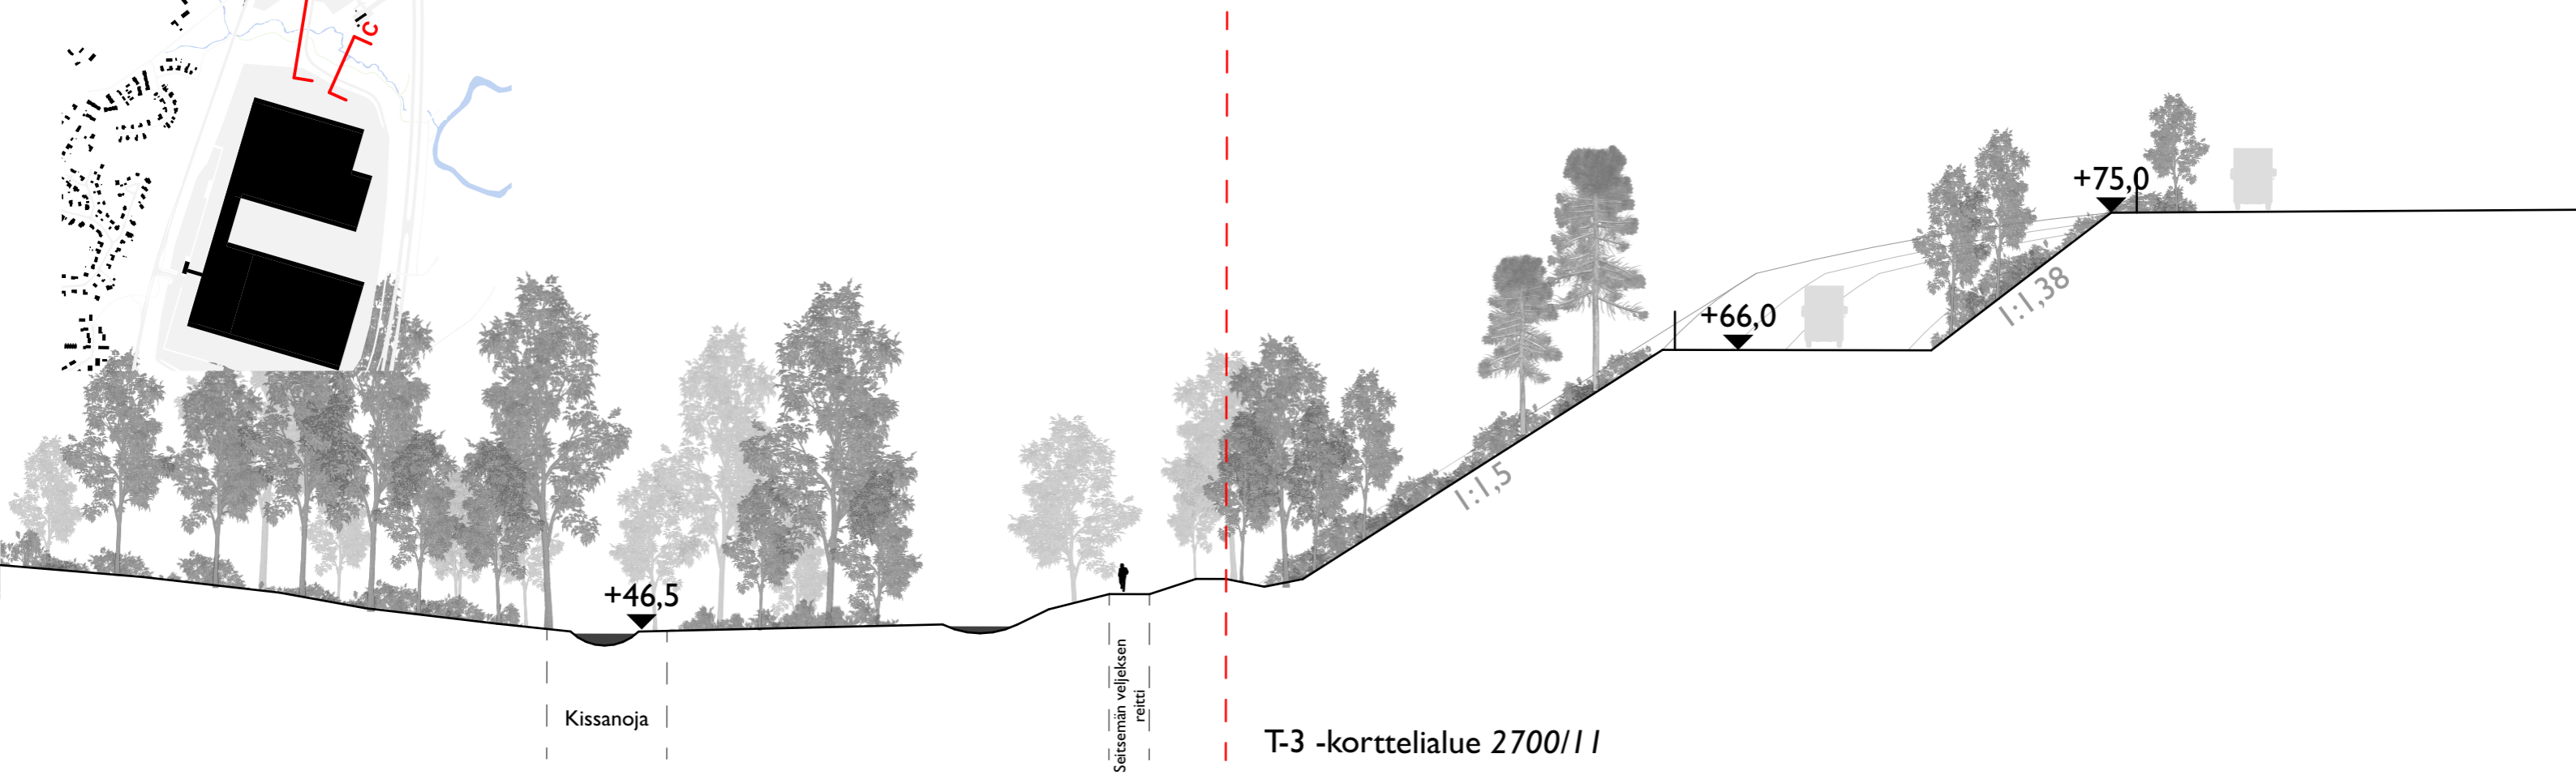 C
+75,0
+66,0
1:1,38
1:1,5
+46,5
Seitsemän veljeksen
reitti
Kissanoja
T-3 -korttelialue 2700/11